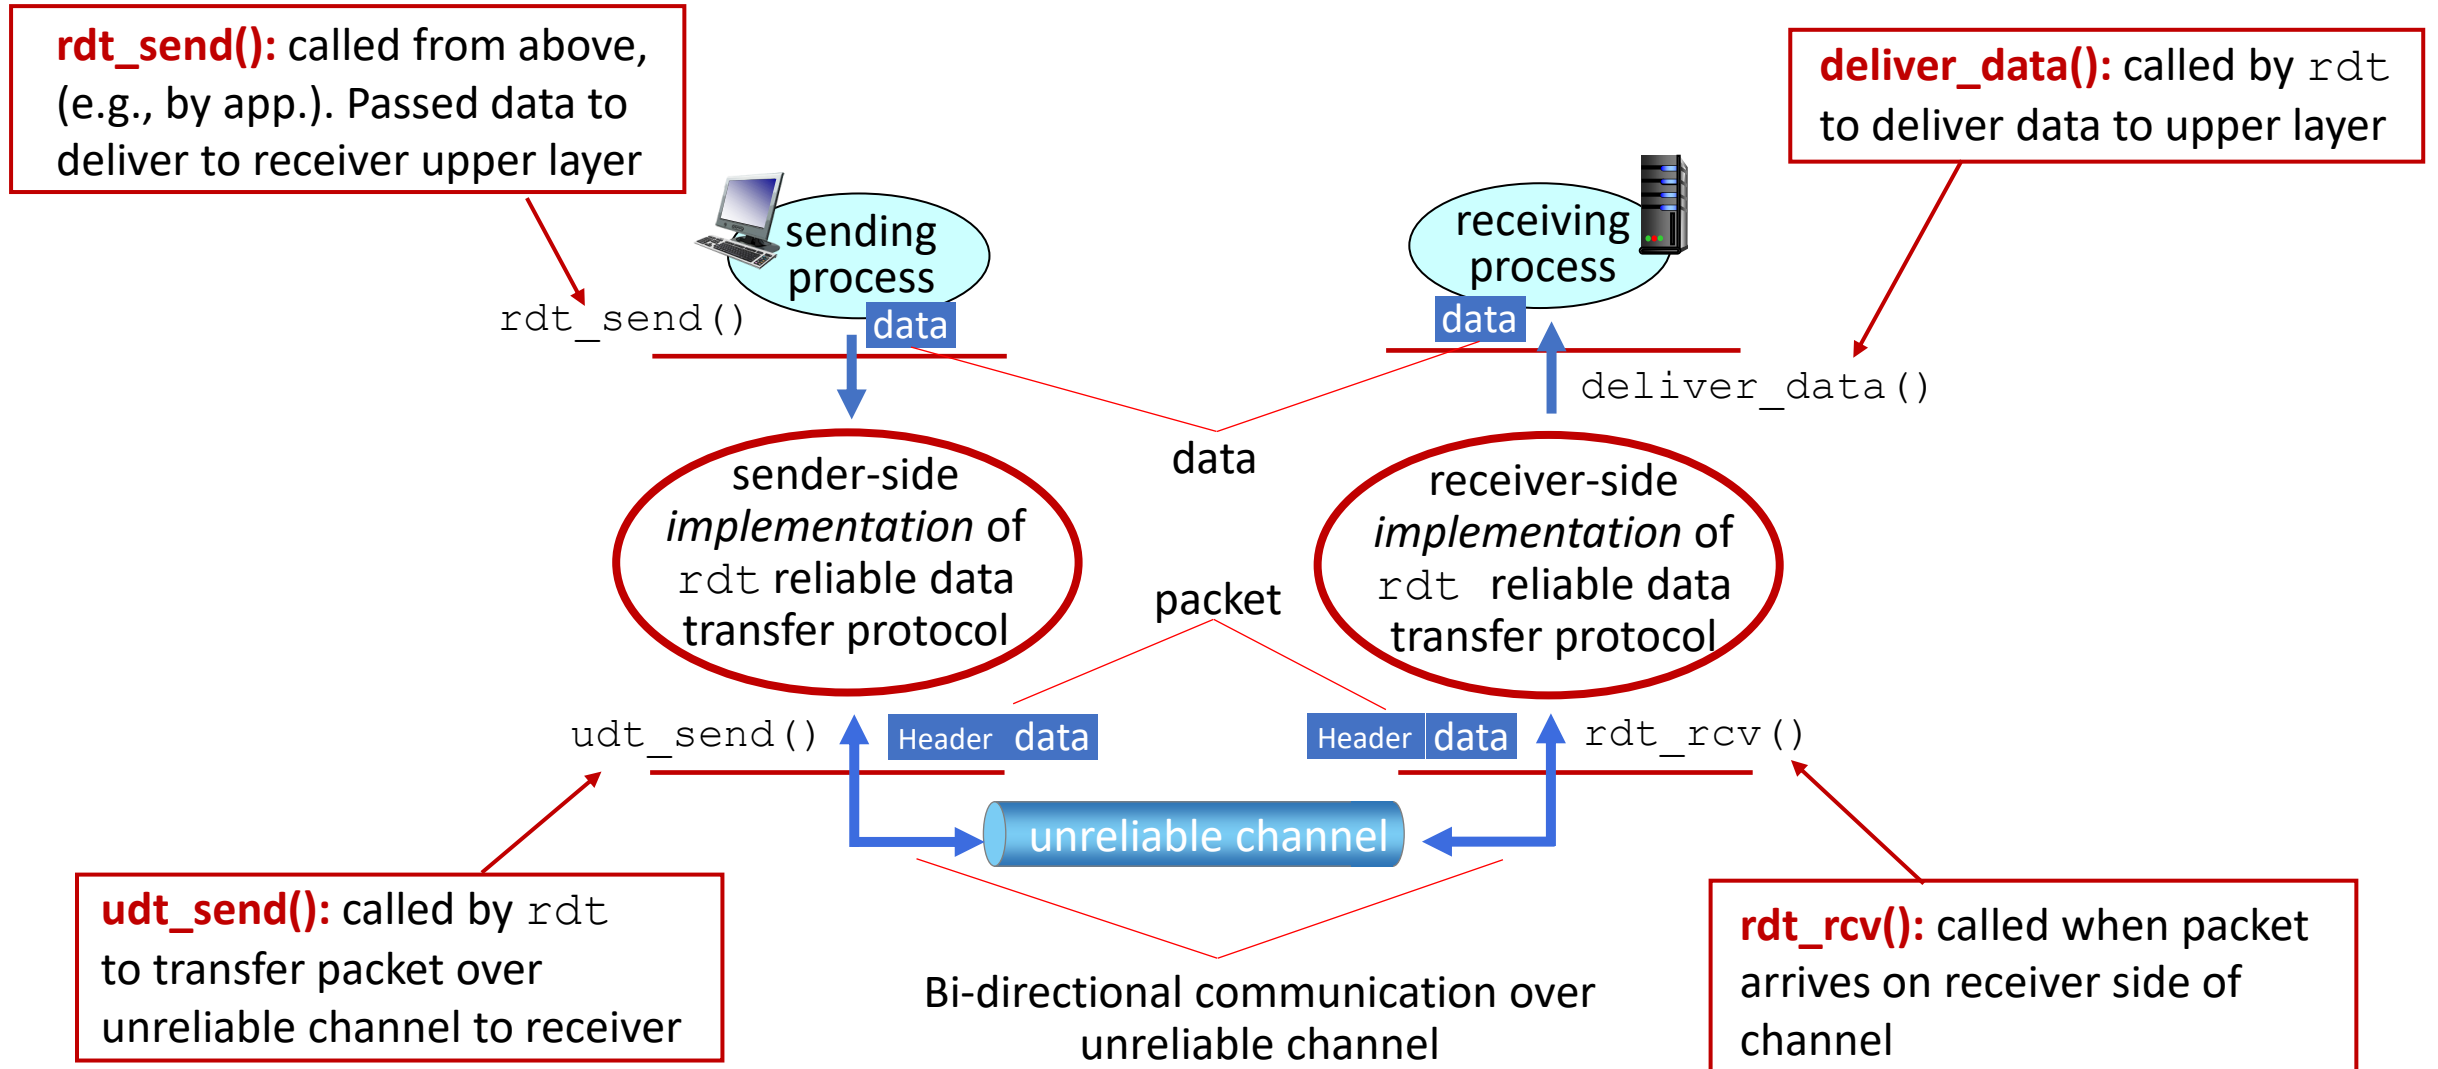 rdt_send(): called from above,
(e.g., by app.). Passed data to
deliver to receiver upper layer
deliver_data(): called by rdt
to deliver data to upper layer
sending
process
receiving
process
rdt_send()
data
data
deliver_data()
data
sender-side
implementation of
rdt reliable data
transfer protocol
receiver-side
implementation of
rdt reliable data
transfer protocol
packet
udt_send()
Header data
Header data
rdt_rcv()
unreliable channel
udt_send(): called by rdt
to transfer packet over
unreliable channel to receiver
Bi-directional communication over
unreliable channel
rdt_rcv(): called when packet
arrives on receiver side of
channel